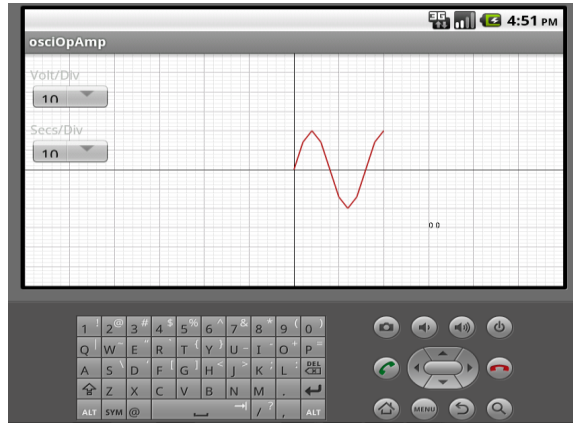 3G 4:51 PM
osciOpAmp
Volt/Div
10
Secs/Div
10
0 0
1 ! 2 @ 3 # 4 $ 5 % 6 ^ 7 & 8 * 9 ( 0 )
Q | W ~ E " R ` T { Y } U _ I - O + P =
A S \ D ' F [ G ] H < J > K ; L : DEL
Z X C V B N M .
ALT SYM @ / ? , ALT
MENU